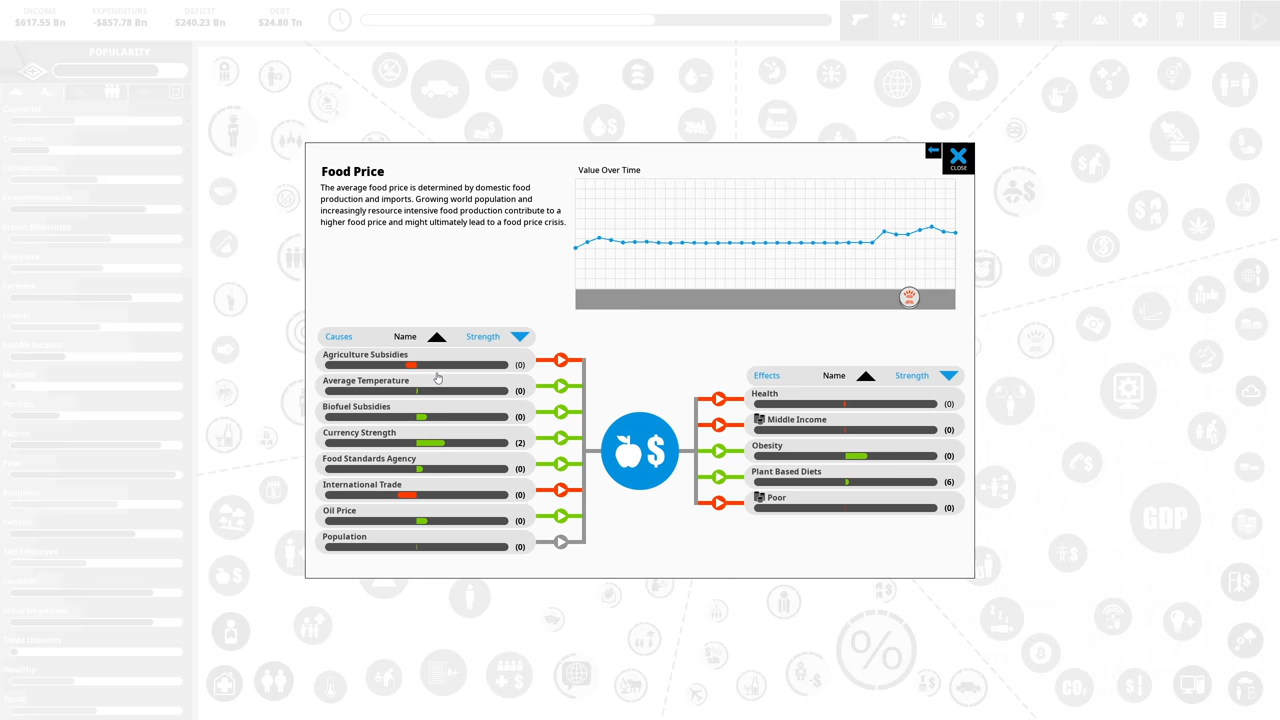 INCOME
EXPENDITURE
DEFICIT
DEBT
$617.55 Bn
-$857.78 Bn
$240.23 Bn
$24.80 Tn
POPULARITY
CLOSE
Food Price
The average food price is determined by domestic food
production and imports. Growing world population and
increasingly resource intensive food production contribute to a
higher food price and might ultimately lead to a food price crisis.
Value Over Time
Causes
Name
Strength
Agriculture Subsidies
(0)
Average Temperature
(0)
Biofuel Subsidies
(0)
Currency Strength
(2)
Food Standards Agency
(0)
International Trade
(0)
Oil Price
(0)
Population
(0)
Effects
Name
Strength
Health
(0)
Middle Income
(0)
Obesity
(0)
Plant Based Diets
(6)
Poor
(0)
GDP